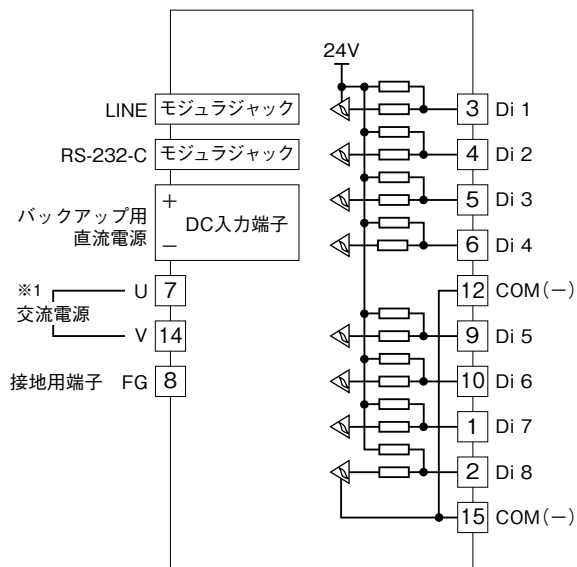 24V
LINE モジュラジャック
3 Di 1
RS-232-C モジュラジャック
4 Di 2
バックアップ用
直流電源
+
−
DC入力端子
5 Di 3
6 Di 4
※1
交流電源
U 7
12 COM(−)
V 14
9 Di 5
接地用端子 FG 8
10 Di 6
1 Di 7
2 Di 8
15 COM(−)